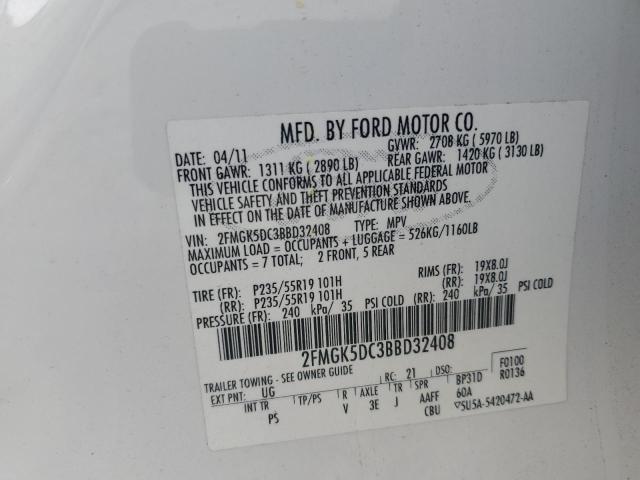 MFD. BY FORD MOTOR CO.
DATE: 04/11 GVWR: 2708 KG ( 5970 LB)
FRONT GAWR: 1311 KG ( 2890 LB) REAR GAWR: 1420 KG ( 3130 LB)
THIS VEHICLE CONFORMS TO ALL APPLICABLE FEDERAL MOTOR
VEHICLE SAFETY AND THEFT PREVENTION STANDARDS
IN EFFECT ON THE DATE OF MANUFACTURE SHOWN ABOVE.
VIN: 2FMGK5DC3BBD32408 TYPE: MPV
MAXIMUM LOAD = OCCUPANTS + LUGGAGE = 526KG/1160LB
OCCUPANTS = 7 TOTAL; 2 FRONT, 5 REAR
TIRE (FR): P235/55R19 101H RIMS (FR): 19X8.0J
(RR): P235/55R19 101H (RR): 19X8.0J
PRESSURE (FR): 240 kPa/ 35 PSI COLD (RR): 240 kPa/ 35 PSI COLD
2FMGK5DC3BBD32408
TRAILER TOWING - SEE OWNER GUIDE
EXT PNT: UG RC: 21 DSO: BP31D F0100 R0136
INT TR TP/PS R AXLE TR SPR 60A
PS V 3E J AAFF
CBU ▽5U5A-5420472-AA